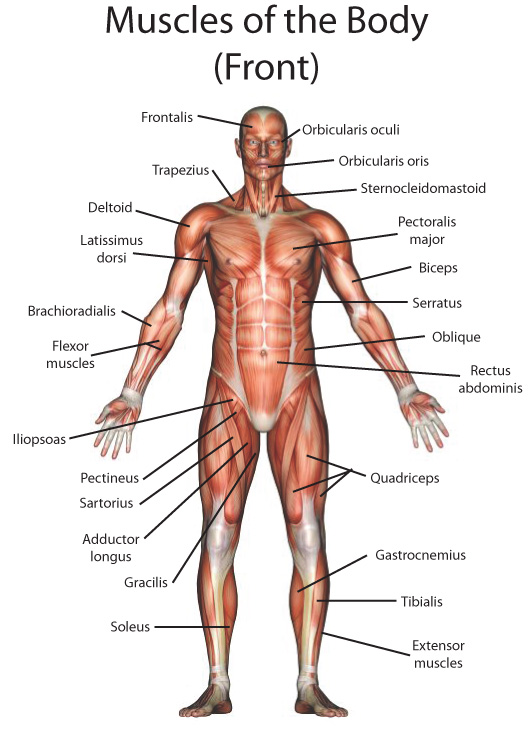 Muscles of the Body
(Front)
Frontalis
Orbicularis oculi
Trapezius
Orbicularis oris
Sternocleidomastoid
Deltoid
Pectoralis
major
Latissimus
dorsi
Biceps
Brachioradialis
Serratus
Flexor
muscles
Oblique
Rectus
abdominis
Iliopsoas
Pectineus
Quadriceps
Sartorius
Adductor
longus
Gastrocnemius
Gracilis
Tibialis
Soleus
Extensor
muscles